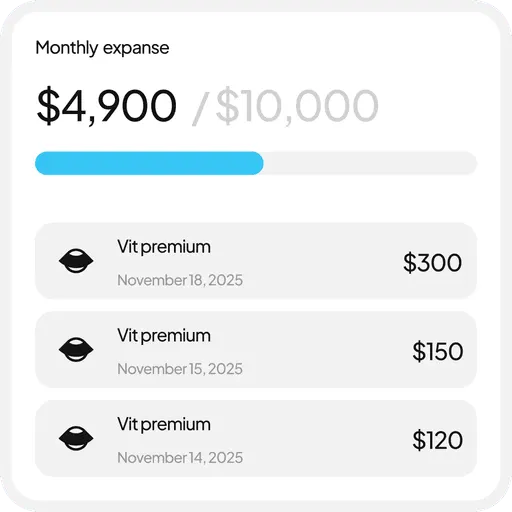 Monthly expanse
$4,900 / $10,000
Vit premium
November 18, 2025
$300
Vit premium
November 15, 2025
$150
Vit premium
November 14, 2025
$120